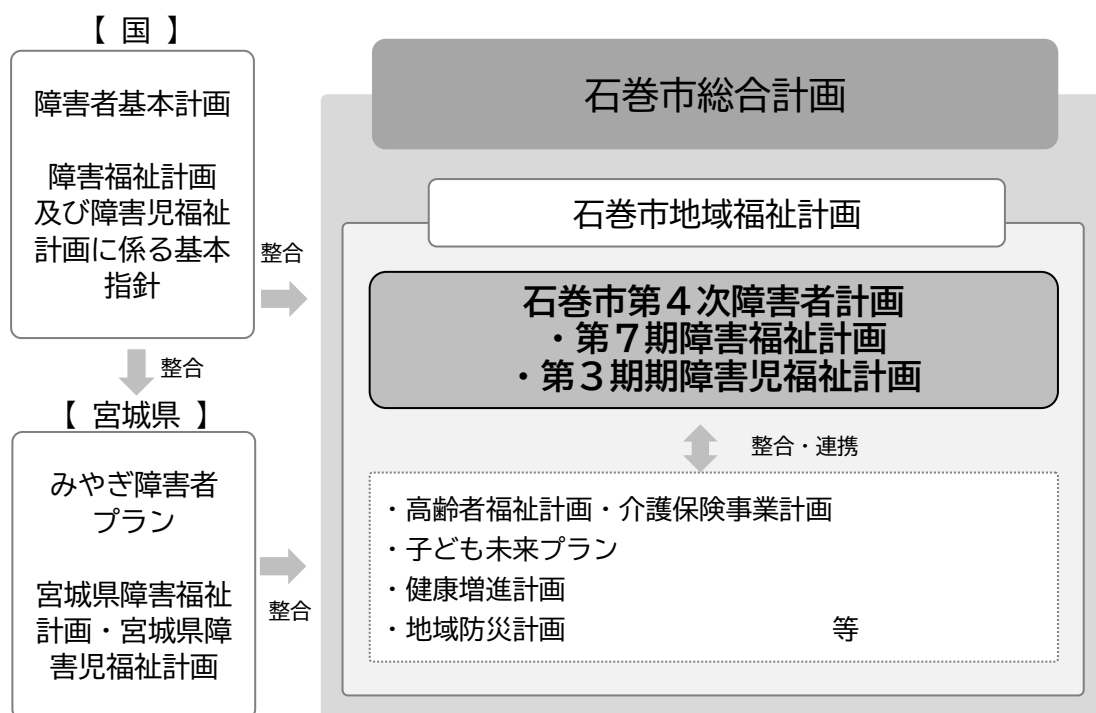 【 国 】
障害者基本計画
障害福祉計画
及び障害児福祉
計画に係る基本
指針
整合
整合
【 宮城県 】
みやぎ障害者
プラン
宮城県障害福祉
計画・宮城県障
害児福祉計画
整合
石巻市総合計画
石巻市地域福祉計画
石巻市第４次障害者計画
・第７期障害福祉計画
・第３期期障害児福祉計画
整合・連携
・高齢者福祉計画・介護保険事業計画
・子ども未来プラン
・健康増進計画
・地域防災計画 等